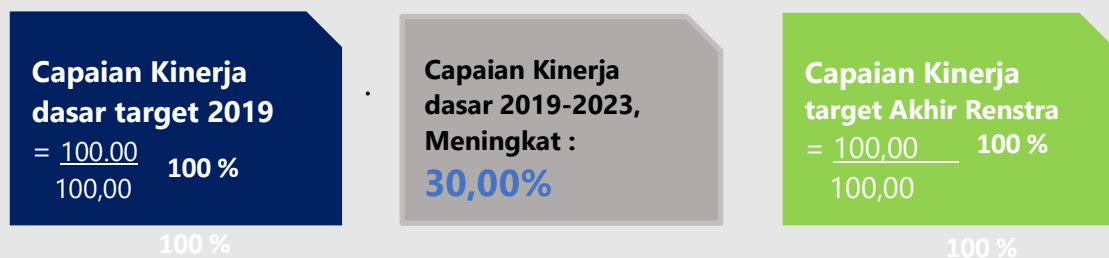 Capaian Kinerja
dasar target 2019
= 100.00 100 %
100,00
100 %
.
Capaian Kinerja
dasar 2019-2023,
Meningkat :
30,00%
Capaian Kinerja
target Akhir Renstra
= 100,00 100 %
100,00
100 %